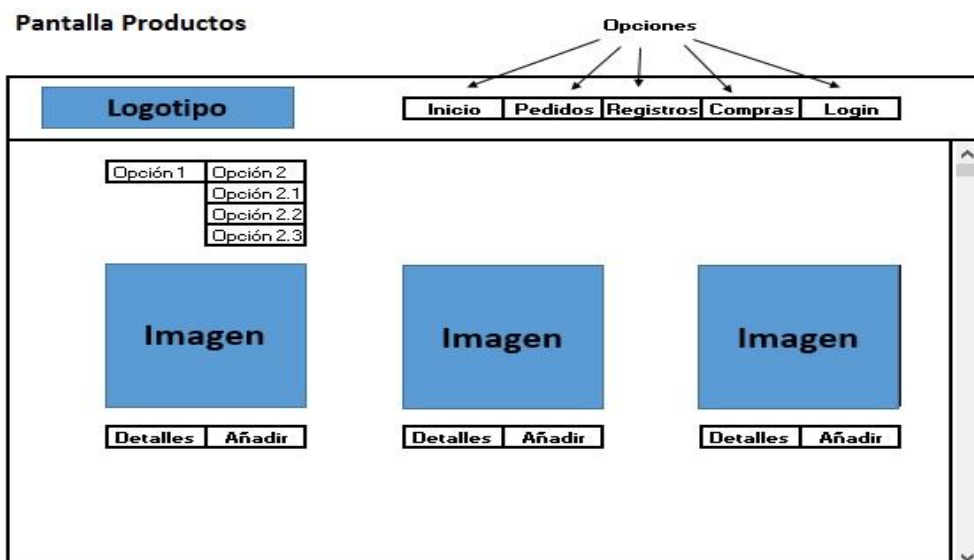 Pantalla Productos
Opciones
Logotipo
Inicio Pedidos Registros Compras Login
Opción 1 Opción 2
Opción 2.1
Opción 2.2
Opción 2.3
Imagen Imagen Imagen
Detalles Añadir Detalles Añadir Detalles Añadir